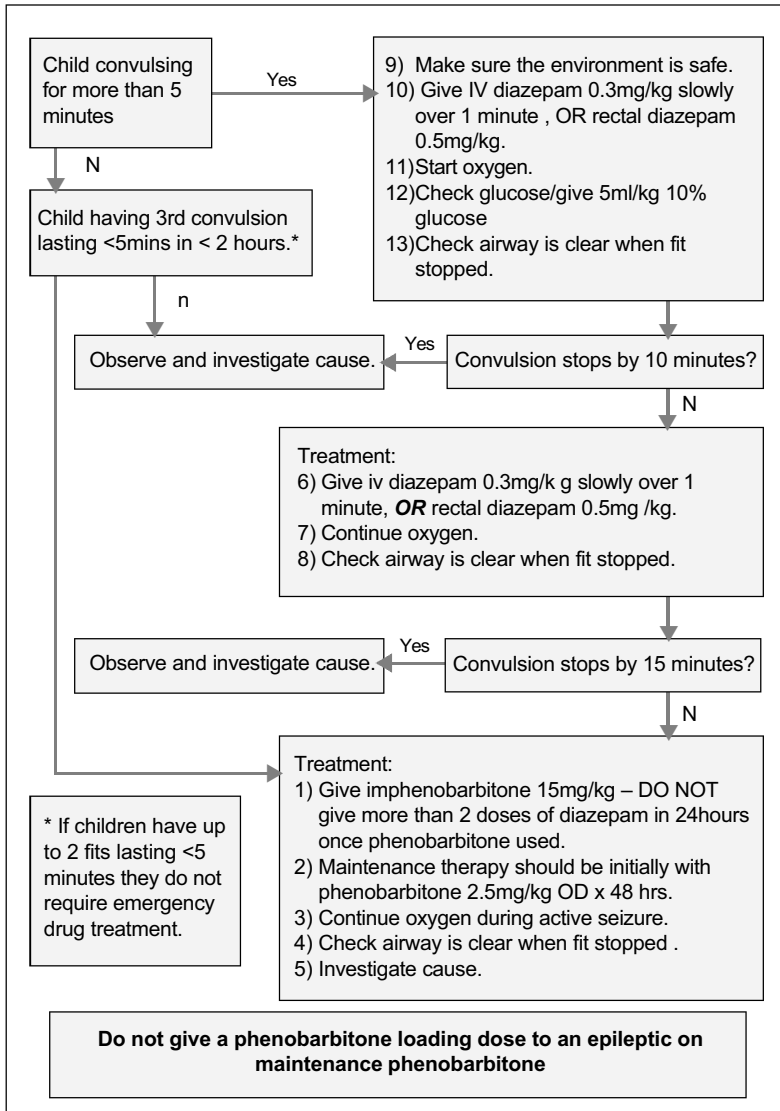 Child convulsing
for more than 5
minutes
Yes
9) Make sure the environment is safe.
10) Give IV diazepam 0.3mg/kg slowly
over 1 minute , OR rectal diazepam
0.5mg/kg.
11)Start oxygen.
12)Check glucose/give 5ml/kg 10%
glucose
13)Check airway is clear when fit
stopped.
N
Child having 3rd convulsion
lasting <5mins in < 2 hours.*
n
Observe and investigate cause.
Yes
Convulsion stops by 10 minutes?
N
Treatment:
6) Give iv diazepam 0.3mg/k g slowly over 1
minute, OR rectal diazepam 0.5mg /kg.
7) Continue oxygen.
8) Check airway is clear when fit stopped.
Observe and investigate cause.
Yes
Convulsion stops by 15 minutes?
N
Treatment:
1) Give imphenobarbitone 15mg/kg – DO NOT
give more than 2 doses of diazepam in 24hours
once phenobarbitone used.
2) Maintenance therapy should be initially with
phenobarbitone 2.5mg/kg OD x 48 hrs.
3) Continue oxygen during active seizure.
4) Check airway is clear when fit stopped .
5) Investigate cause.
* If children have up
to 2 fits lasting <5
minutes they do not
require emergency
drug treatment.
Do not give a phenobarbitone loading dose to an epileptic on
maintenance phenobarbitone